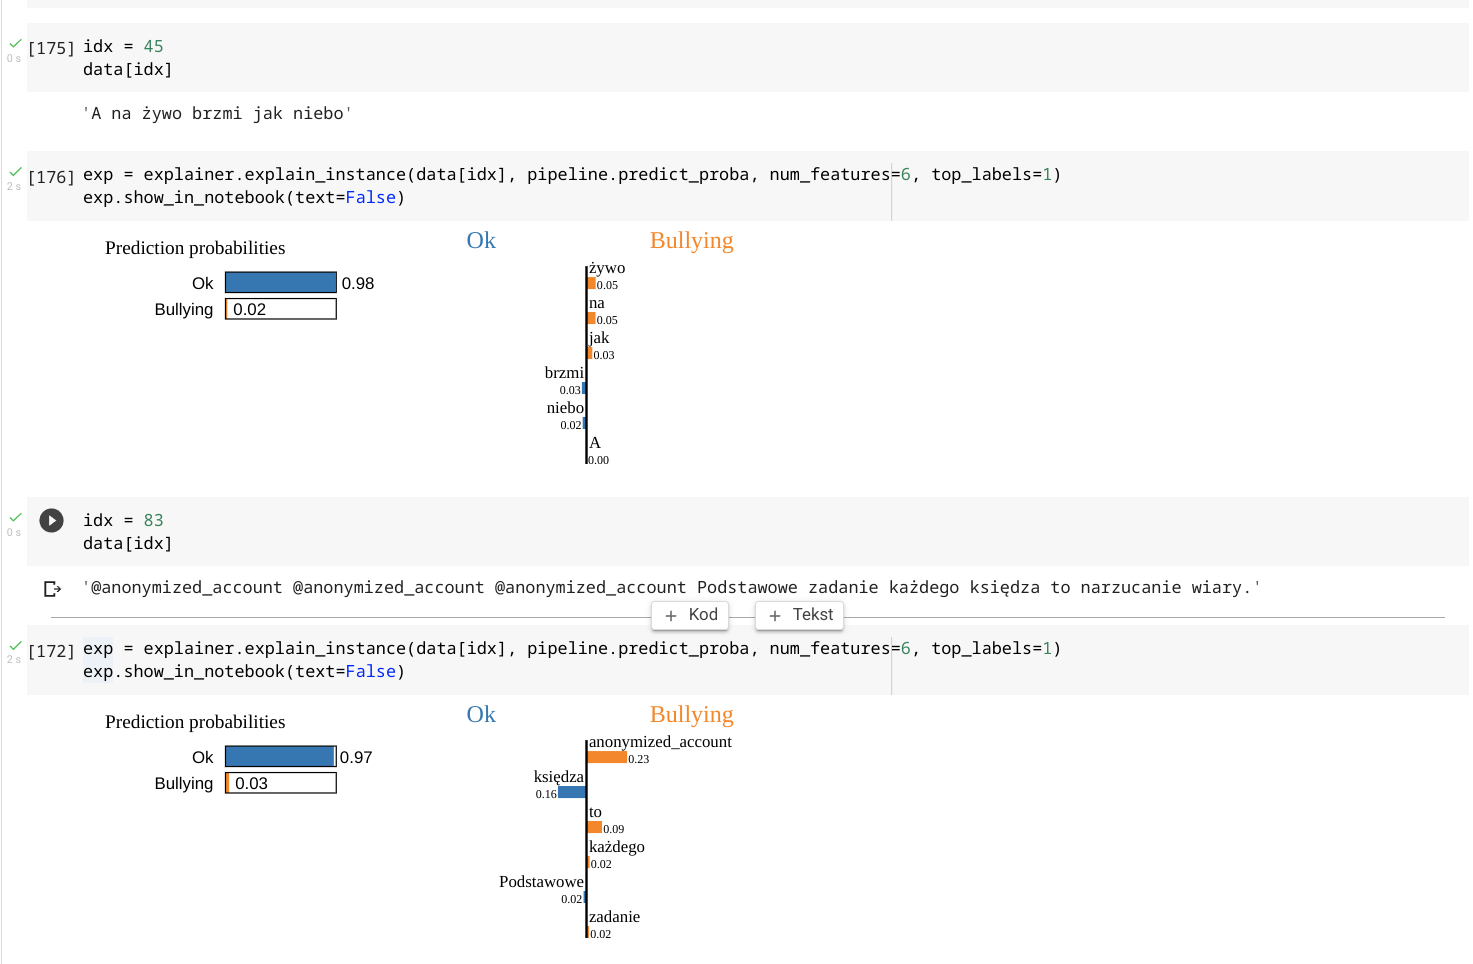 [175] idx = 45
0 s data[idx]
'A na żywo brzmi jak niebo'
[176] exp = explainer.explain_instance(data[idx], pipeline.predict_proba, num_features=6, top_labels=1)
2 s exp.show_in_notebook(text=False)
Prediction probabilities
Ok 0.98
Bullying 0.02
Ok Bullying
żywo
0.05
na
0.05
jak
0.03
brzmi
0.03
niebo
0.02
A
0.00
idx = 83
0 s data[idx]
'@anonymized_account @anonymized_account @anonymized_account Podstawowe zadanie każdego księdza to narzucanie wiary.'
+ Kod + Tekst
[172] exp = explainer.explain_instance(data[idx], pipeline.predict_proba, num_features=6, top_labels=1)
2 s exp.show_in_notebook(text=False)
Prediction probabilities
Ok 0.97
Bullying 0.03
Ok Bullying
anonymized_account
0.23
księdza
0.16
to
0.09
każdego
0.02
Podstawowe
0.02
zadanie
0.02